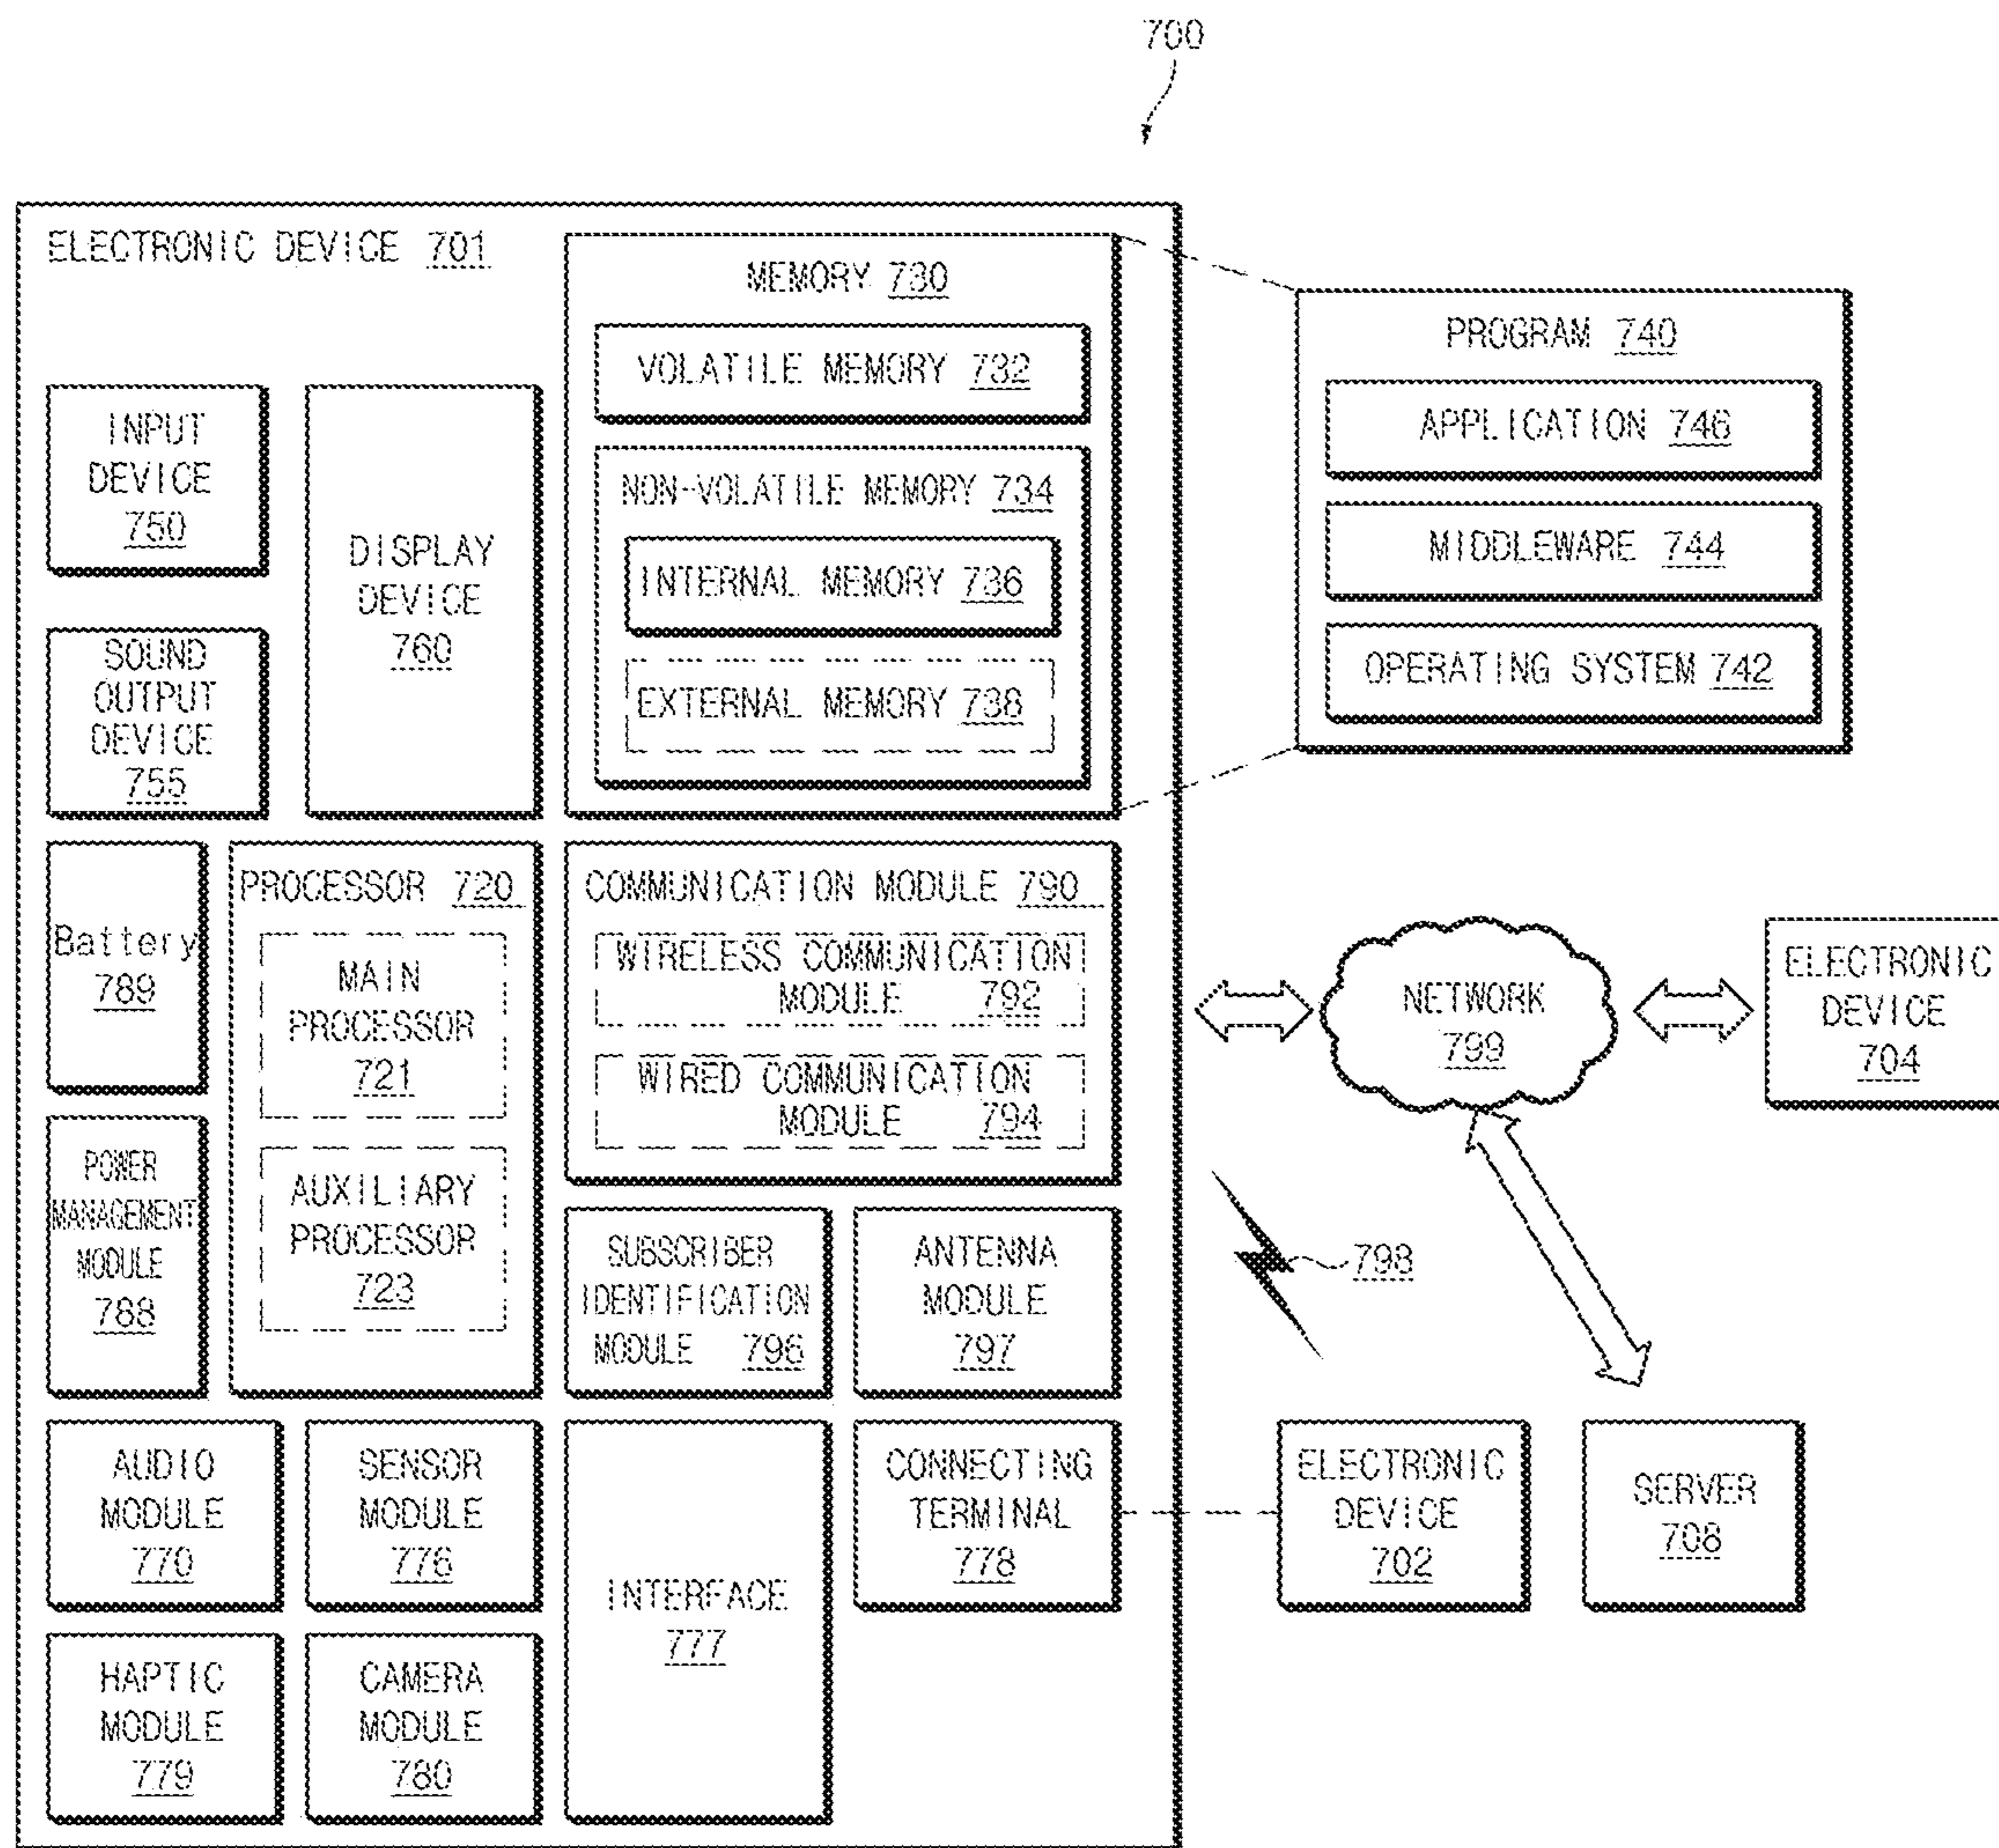 700
ELECTRONIC DEVICE 701
MEMORY 730
VOLATILE MEMORY 732
NON-VOLATILE MEMORY 734
INTERNAL MEMORY 736
EXTERNAL MEMORY 738
PROGRAM 740
APPLICATION 746
MIDDLEWARE 744
OPERATING SYSTEM 742
INPUT
DEVICE
750
SOUND
OUTPUT
DEVICE
755
DISPLAY
DEVICE
760
Battery
789
POWER
MANAGEMENT
MODULE
788
PROCESSOR 720
MAIN
PROCESSOR
721
AUXILIARY
PROCESSOR
723
COMMUNICATION MODULE 790
WIRELESS COMMUNICATION
MODULE 792
WIRED COMMUNICATION
MODULE 794
SUBSCRIBER
IDENTIFICATION
MODULE 796
ANTENNA
MODULE
797
NETWORK
799
ELECTRONIC
DEVICE
704
798
AUDIO
MODULE
770
SENSOR
MODULE
776
INTERFACE
777
CONNECTING
TERMINAL
778
ELECTRONIC
DEVICE
702
SERVER
708
HAPTIC
MODULE
779
CAMERA
MODULE
780